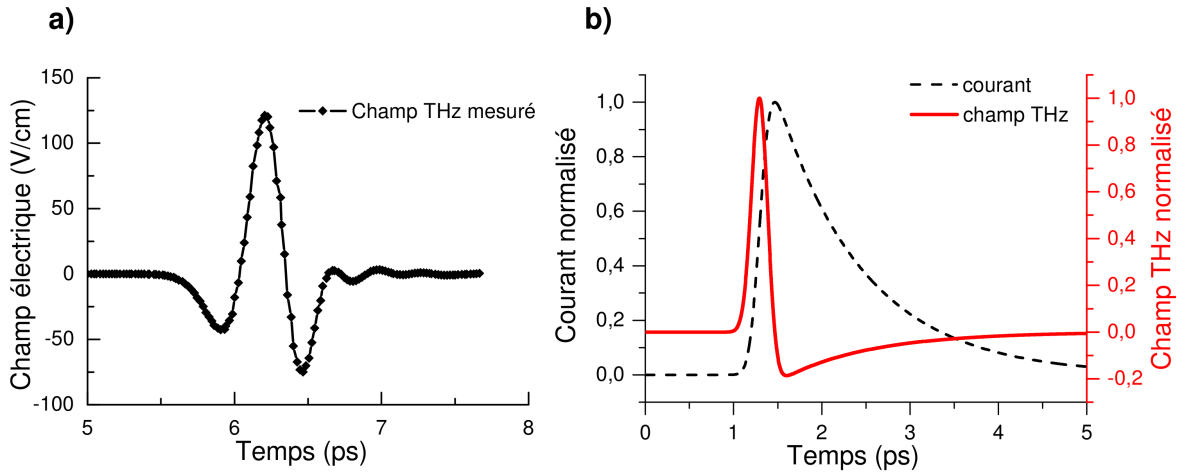 a)
Champ électrique (V/cm)
150
100
50
0
-50
-100
5
6
7
8
Temps (ps)
Champ THz mesuré
b)
Courant normalisé
1,0
0,8
0,6
0,4
0,2
0,0
0
1
2
3
4
5
Temps (ps)
courant
champ THz
1,0
0,8
0,6
0,4
0,2
0,0
-0,2
Champ THz normalisé